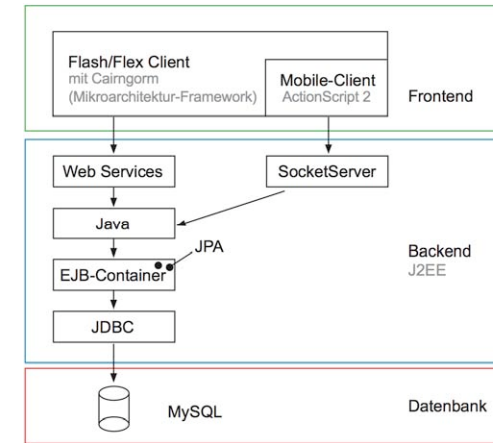 Flash/Flex Client
mit Cairngorm
(Mikroarchitektur-Framework)
Mobile-Client
ActionScript 2
Frontend
Web Services
SocketServer
Java
JPA
EJB-Container
Backend
J2EE
JDBC
MySQL
Datenbank